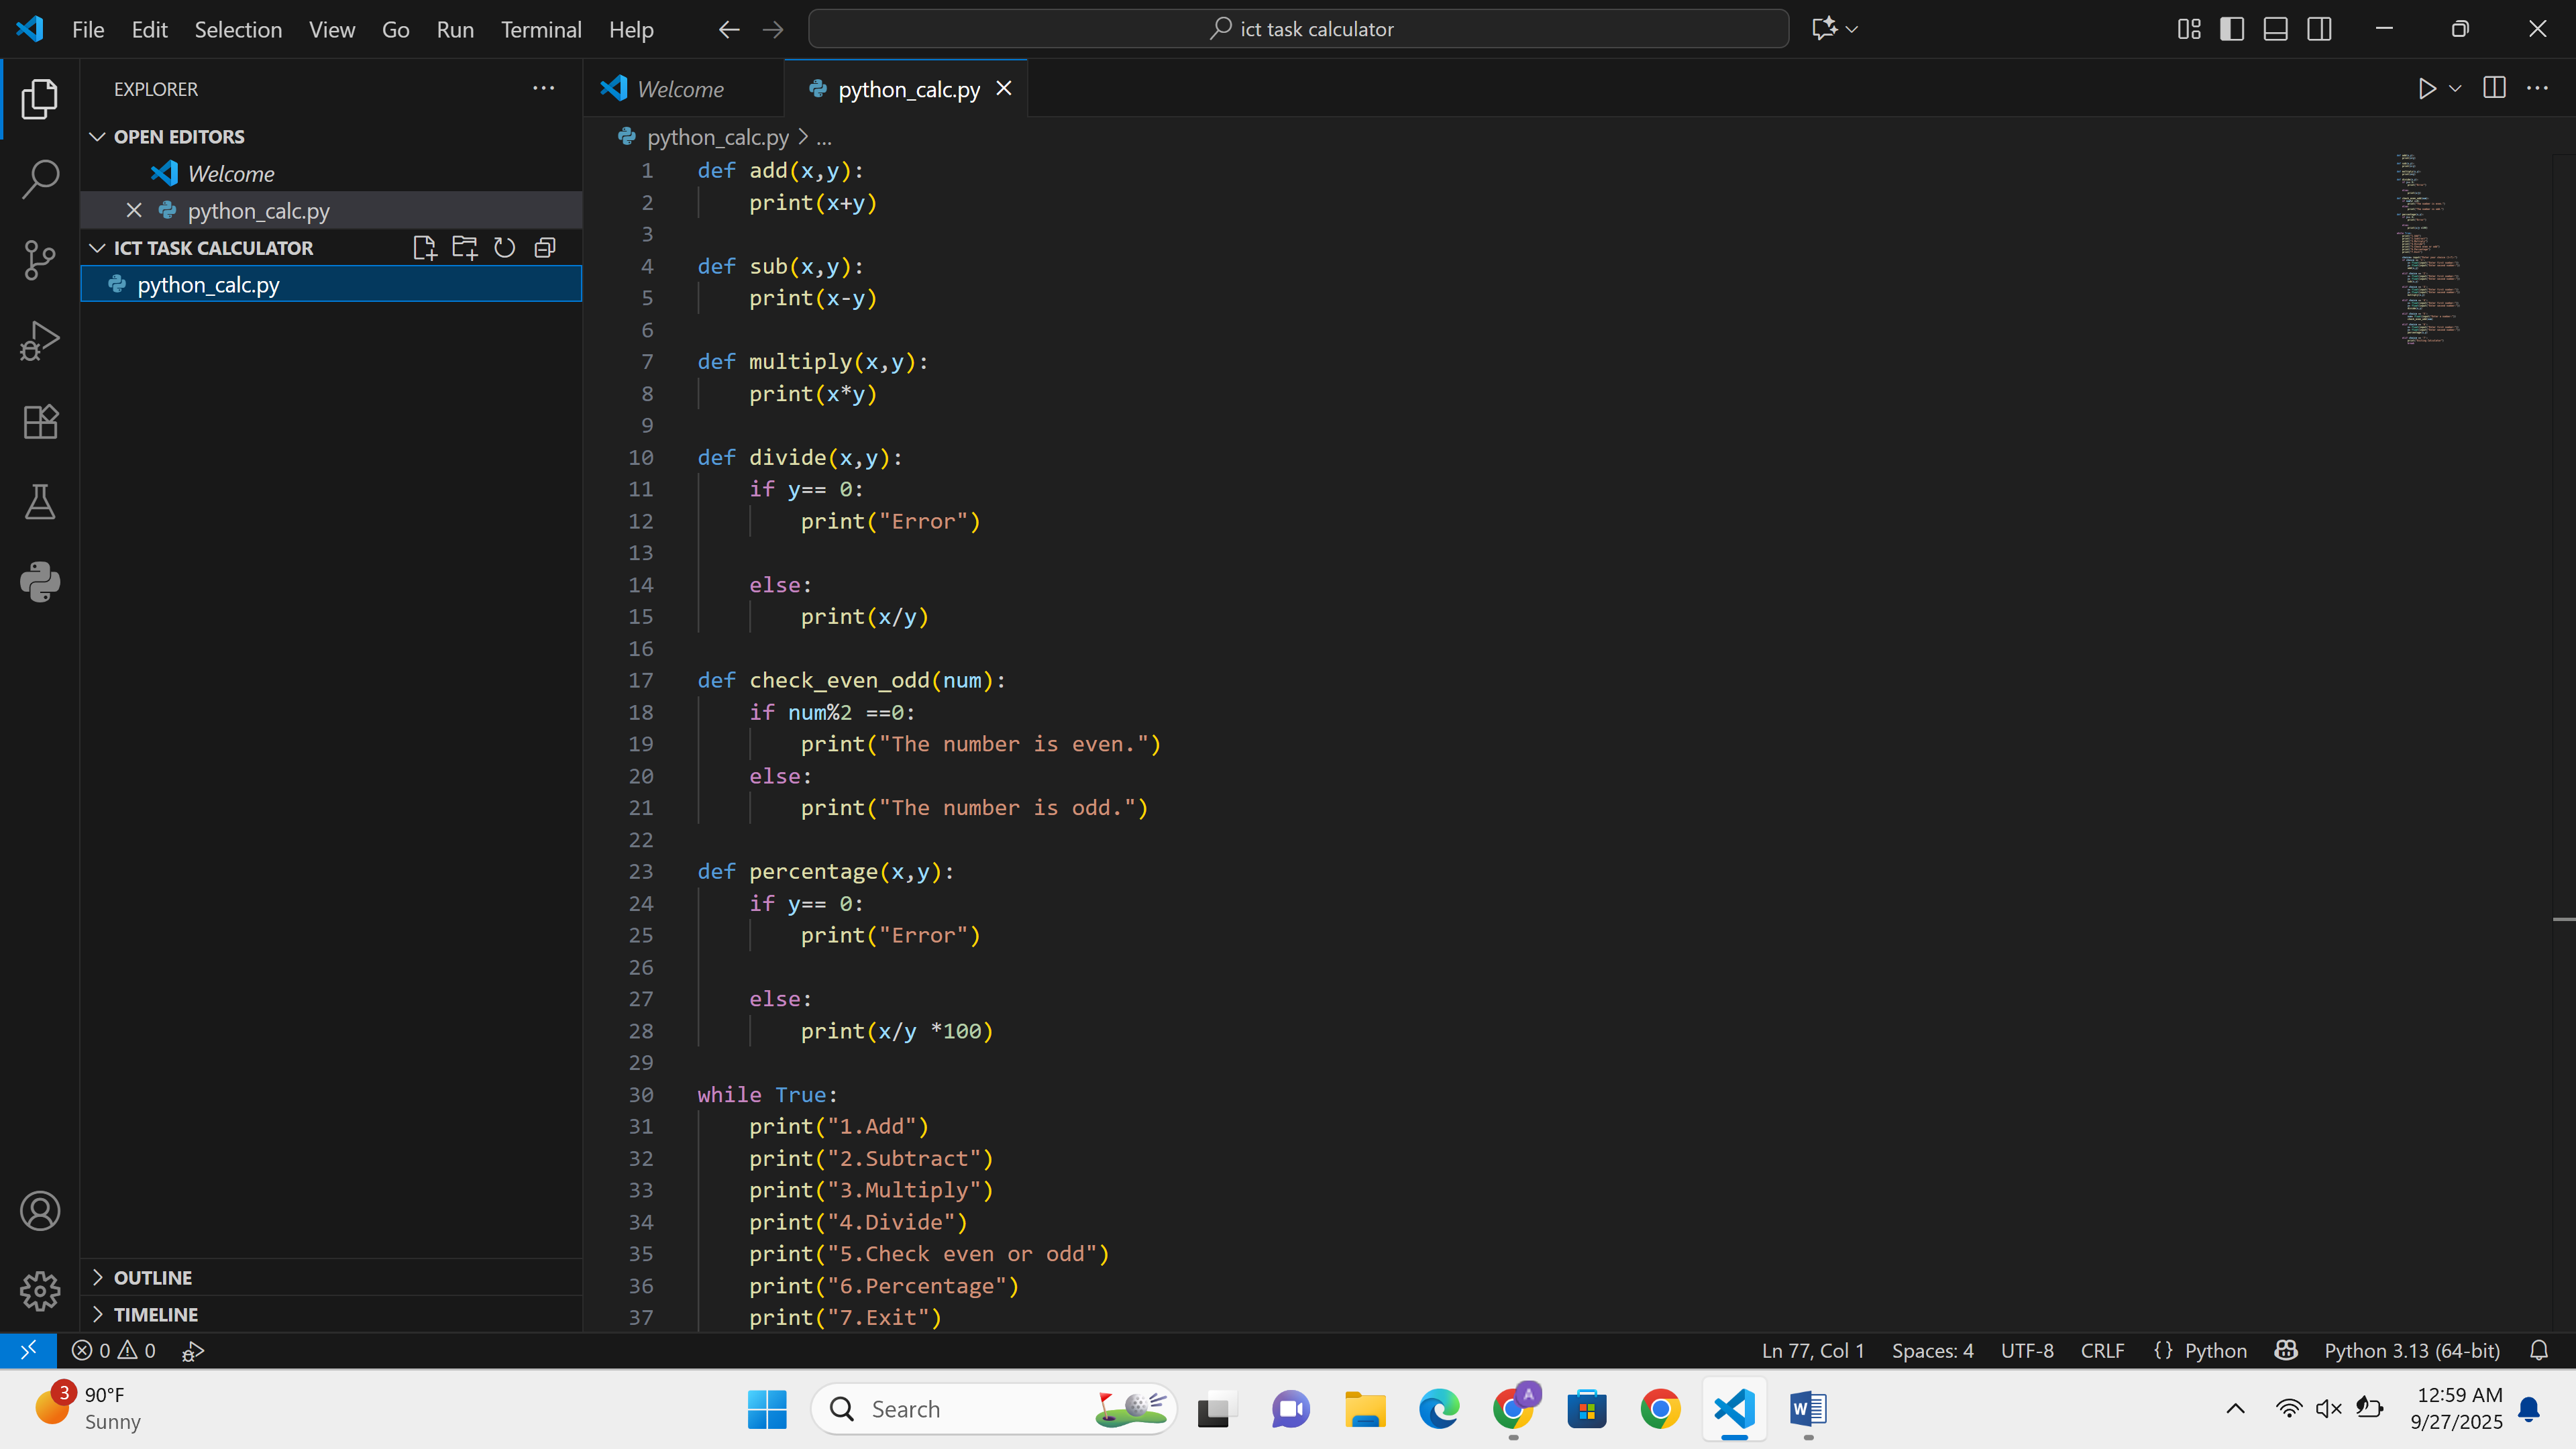 File Edit Selection View Go Run Terminal Help
ict task calculator
EXPLORER
OPEN EDITORS
Welcome
python_calc.py
ICT TASK CALCULATOR
python_calc.py
OUTLINE
TIMELINE
Welcome
python_calc.py
python_calc.py > ...
1 def add(x,y):
2 print(x+y)
3
4 def sub(x,y):
5 print(x-y)
6
7 def multiply(x,y):
8 print(x*y)
9
10 def divide(x,y):
11 if y== 0:
12 print("Error")
13
14 else:
15 print(x/y)
16
17 def check_even_odd(num):
18 if num%2 ==0:
19 print("The number is even.")
20 else:
21 print("The number is odd.")
22
23 def percentage(x,y):
24 if y== 0:
25 print("Error")
26
27 else:
28 print(x/y *100)
29
30 while True:
31 print("1.Add")
32 print("2.Subtract")
33 print("3.Multiply")
34 print("4.Divide")
35 print("5.Check even or odd")
36 print("6.Percentage")
37 print("7.Exit")
0 0
Ln 77, Col 1 Spaces: 4 UTF-8 CRLF {} Python Python 3.13 (64-bit)
3
90°F
Sunny
Search
A
W
12:59 AM
9/27/2025